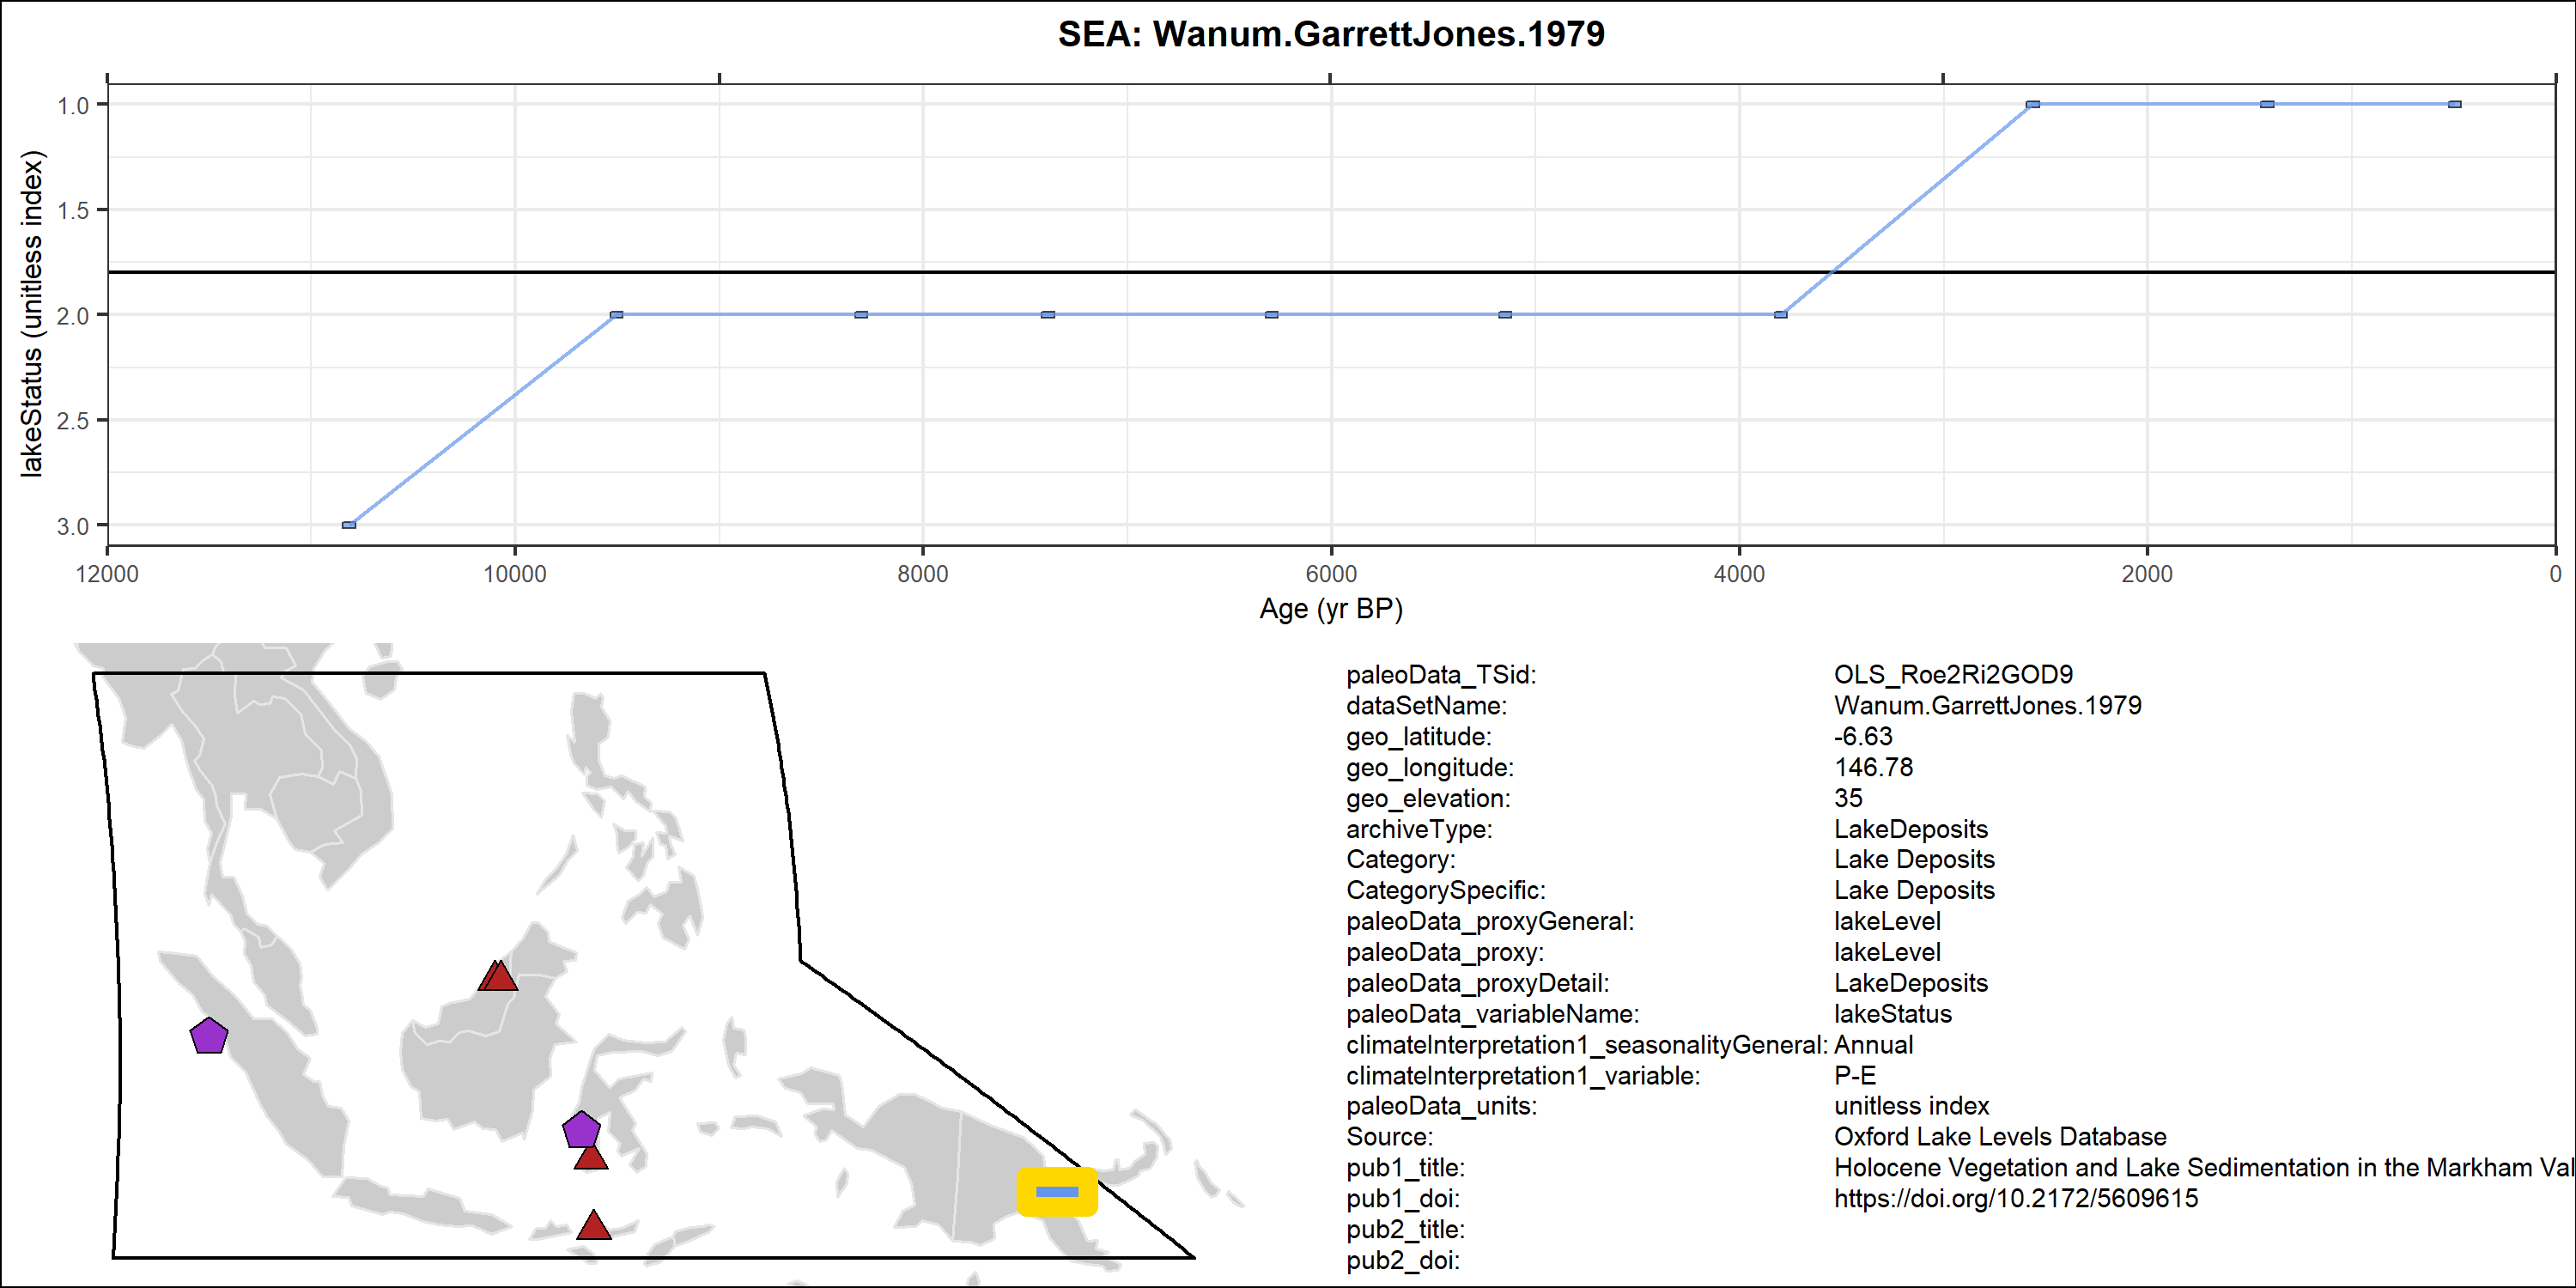 SEA: Wanum.GarrettJones.1979
lakeStatus (unitless index)
1.0
1.5
2.0
2.5
3.0
12000 10000 8000 6000 4000 2000 0
Age (yr BP)
paleoData_TSid: OLS_Roe2Ri2GOD9
dataSetName: Wanum.GarrettJones.1979
geo_latitude: -6.63
geo_longitude: 146.78
geo_elevation: 35
archiveType: LakeDeposits
Category: Lake Deposits
CategorySpecific: Lake Deposits
paleoData_proxyGeneral: lakeLevel
paleoData_proxy: lakeLevel
paleoData_proxyDetail: LakeDeposits
paleoData_variableName: lakeStatus
climateInterpretation1_seasonalityGeneral: Annual
climateInterpretation1_variable: P-E
paleoData_units: unitless index
Source: Oxford Lake Levels Database
pub1_title: Holocene Vegetation and Lake Sedimentation in the Markham Val
pub1_doi: https://doi.org/10.2172/5609615
pub2_title:
pub2_doi: